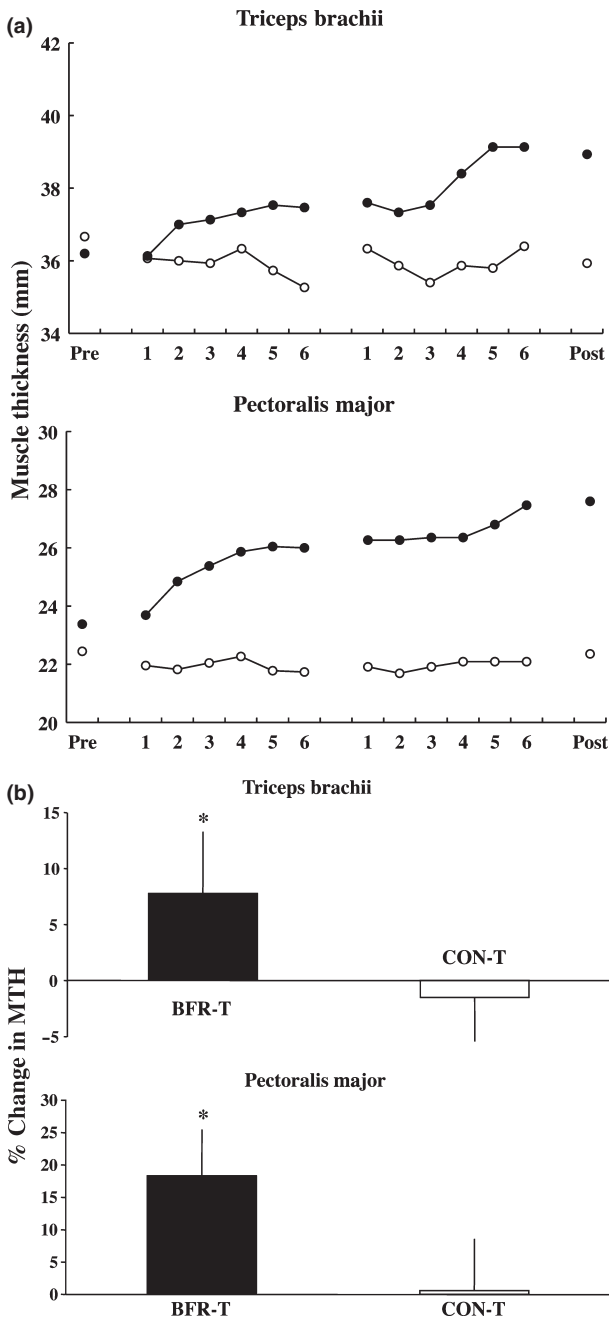 (a)
Triceps brachii
42
40
38
36
34
Pre 1 2 3 4 5 6 1 2 3 4 5 6 Post
Muscle thickness (mm)
Pectoralis major
30
28
26
24
22
20
Pre 1 2 3 4 5 6 1 2 3 4 5 6 Post
(b)
Triceps brachii
15
*
10
5
CON-T
0
BFR-T
-5
% Change in MTH
Pectoralis major
30
*
25
20
15
10
5
0
BFR-T CON-T